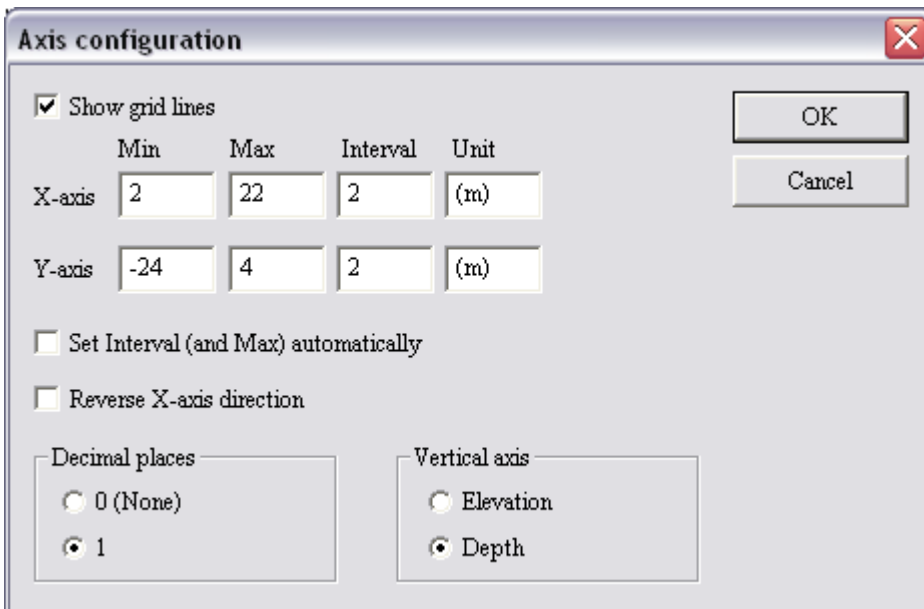 Axis configuration
Show grid lines
OK
Min Max Interval Unit
X-axis 2 22 2 (m)
Cancel
Y-axis -24 4 2 (m)
Set Interval (and Max) automatically
Reverse X-axis direction
Decimal places
0 (None)
1
Vertical axis
Elevation
Depth